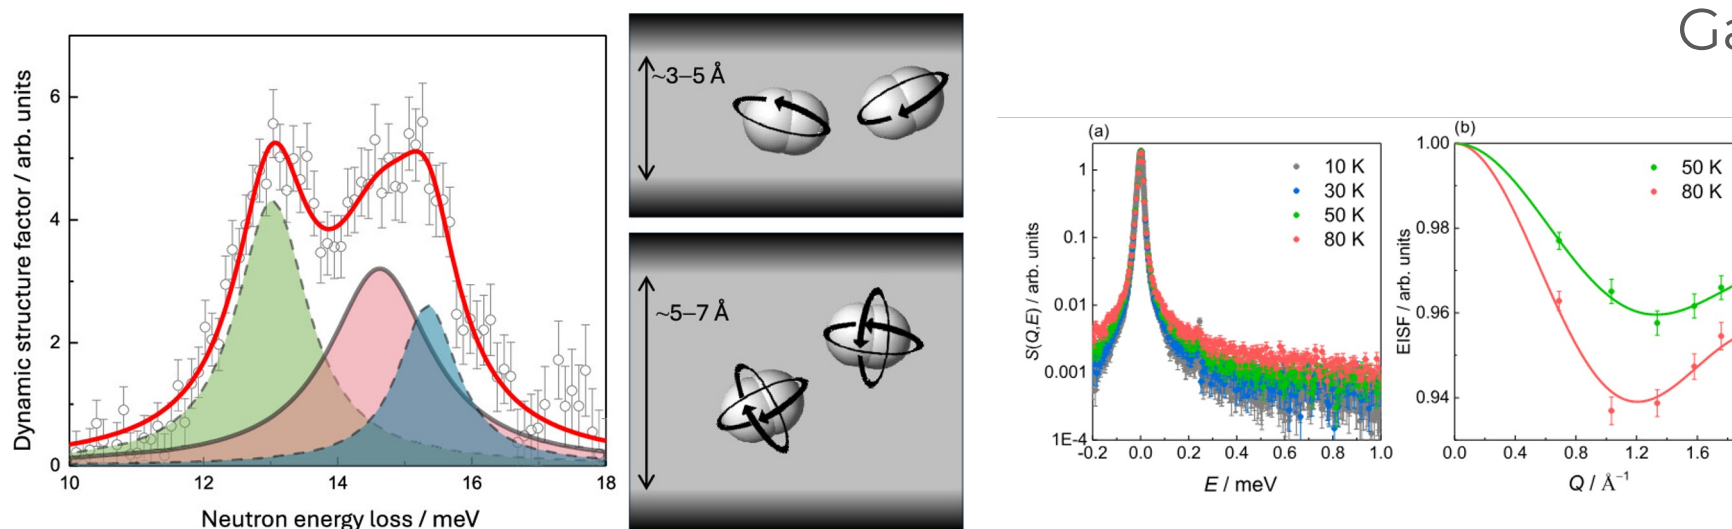 Ga
Dynamic structure factor / arb. units
6
4
2
0
10 12 14 16 18
Neutron energy loss / meV
~3–5 Å
~5–7 Å
(a)
10 K
30 K
50 K
80 K
S(Q,E) / arb. units
1
0.1
0.01
0.001
1E–4
-0.2 0.0 0.2 0.4 0.6 0.8 1.0
E / meV
(b)
50 K
80 K
EISF / arb. units
1.00
0.98
0.96
0.94
0.0 0.4 0.8 1.2 1.6
Q / Å⁻¹